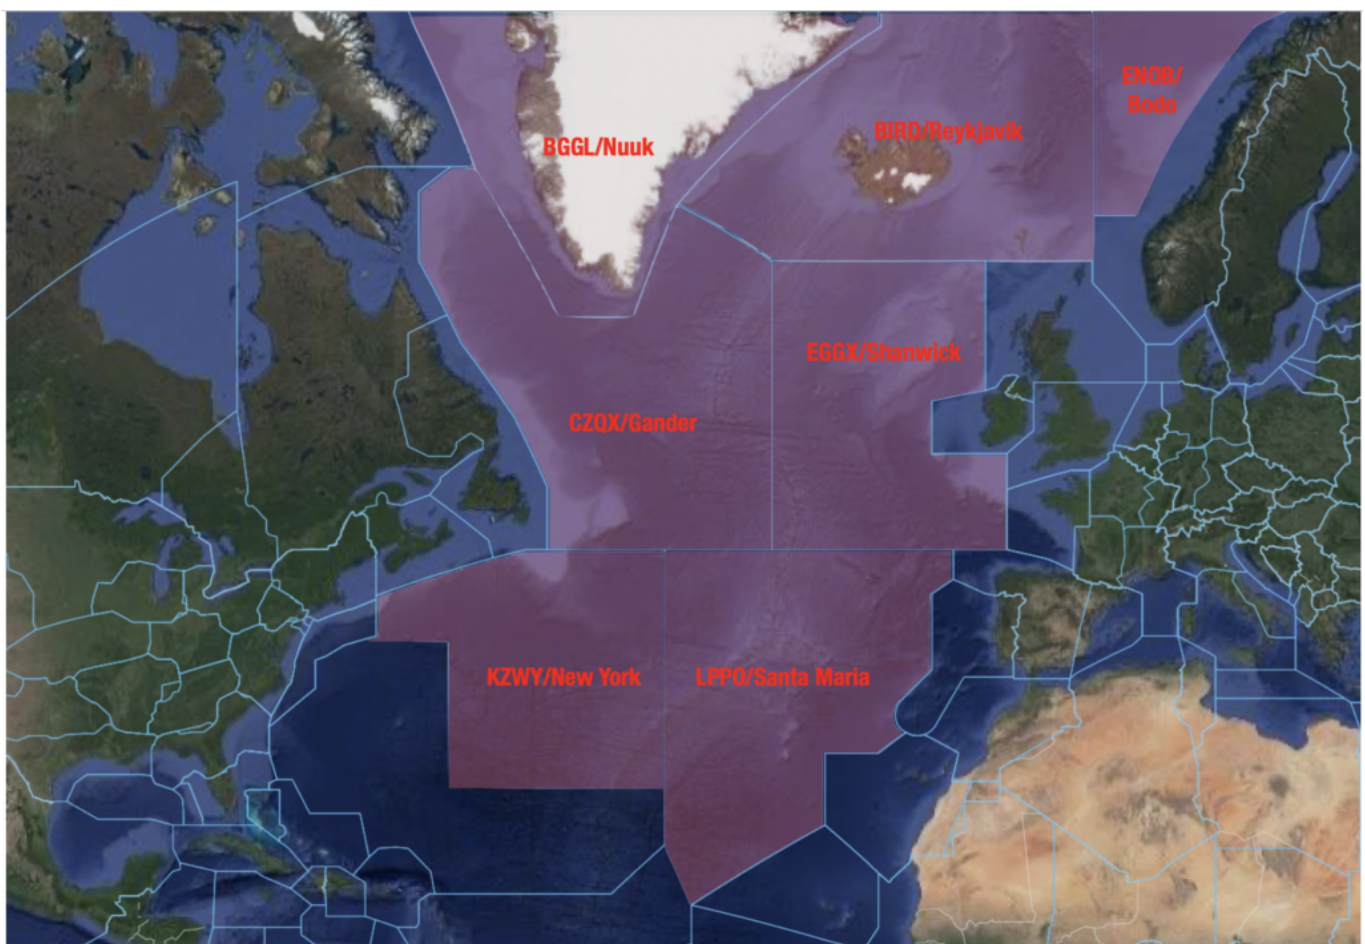 ENOB/
Bodo
BIRD/Reykjavik
BGGL/Nuuk
EGGX/Shanwick
CZQX/Gander
KZWY/New York
LPPO/Santa Maria